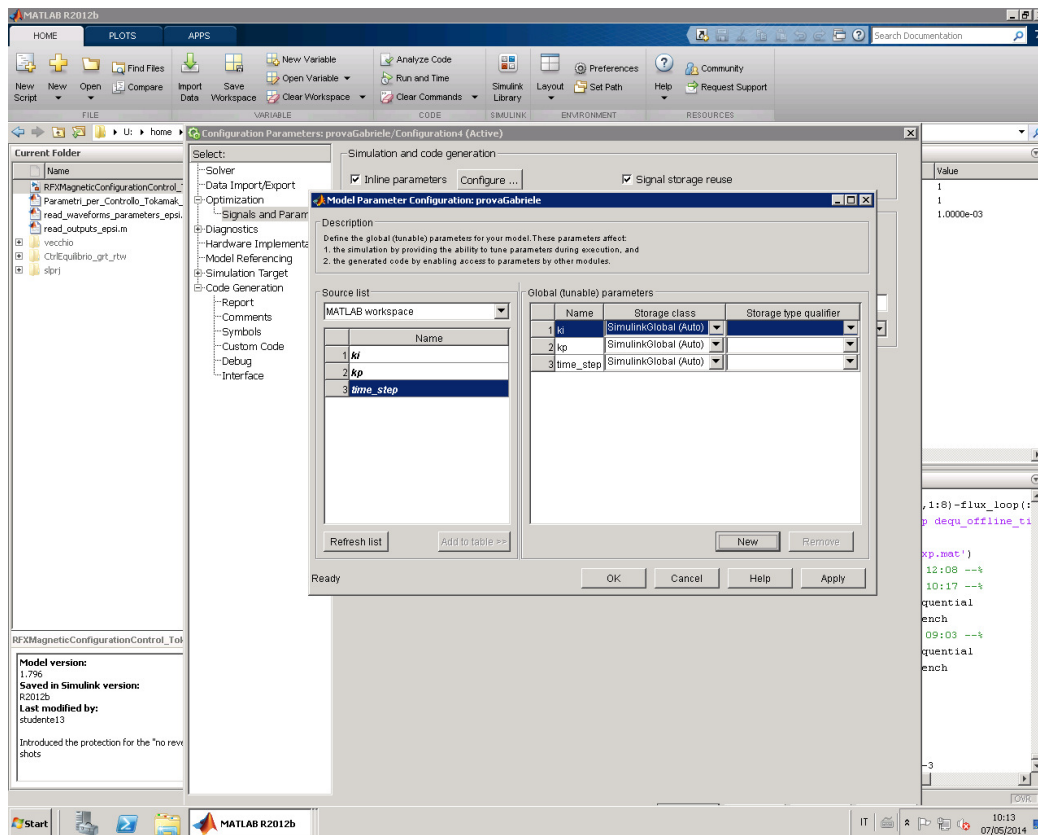 MATLAB R2012b
HOME
PLOTS
APPS
Search Documentation
New Script
New
Open
Find Files
Compare
FILE
Import Data
Save Workspace
New Variable
Open Variable
Clear Workspace
VARIABLE
Analyze Code
Run and Time
Clear Commands
CODE
Simulink Library
SIMULINK
Layout
Preferences
Set Path
ENVIRONMENT
Help
Community
Request Support
RESOURCES
U: home
Current Folder
Name
RFXMagneticConfigurationControl_
Parametri_per_Controllo_Tokamak_
read_waveforms_parameters_epsi.
read_outputs_epsi.m
vecchio
CtrlEquilibrio_grt_rtw
slprj
RFXMagneticConfigurationControl_Tok
Model version:
1.796
Saved in Simulink version:
R2012b
Last modified by:
studente13
Introduced the protection for the "no reve
shots
Configuration Parameters: provaGabriele/Configuration4 (Active)
Select:
Solver
Data Import/Export
Optimization
Signals and Param
Diagnostics
Hardware Implementa
Model Referencing
Simulation Target
Code Generation
Report
Comments
Symbols
Custom Code
Debug
Interface
Simulation and code generation
Inline parameters
Configure ...
Signal storage reuse
Model Parameter Configuration: provaGabriele
Description
Define the global (tunable) parameters for your model.These parameters affect:
1. the simulation by providing the ability to tune parameters during execution, and
2. the generated code by enabling access to parameters by other modules.
Source list
MATLAB workspace
Name
1 ki
2 kp
3 time_step
Refresh list
Add to table >>
Global (tunable) parameters
Name Storage class Storage type qualifier
1 ki SimulinkGlobal (Auto)
2 kp SimulinkGlobal (Auto)
3 time_step SimulinkGlobal (Auto)
New
Remove
Ready
OK
Cancel
Help
Apply
Value
1
1
1.0000e-03
,1:8)-flux_loop(:
p dequ_offline_ti
xp.mat')
12:08 --%
10:17 --%
quential
ench
09:03 --%
quential
ench
-3
OVR
Start
MATLAB R2012b
IT
10:13
07/05/2014